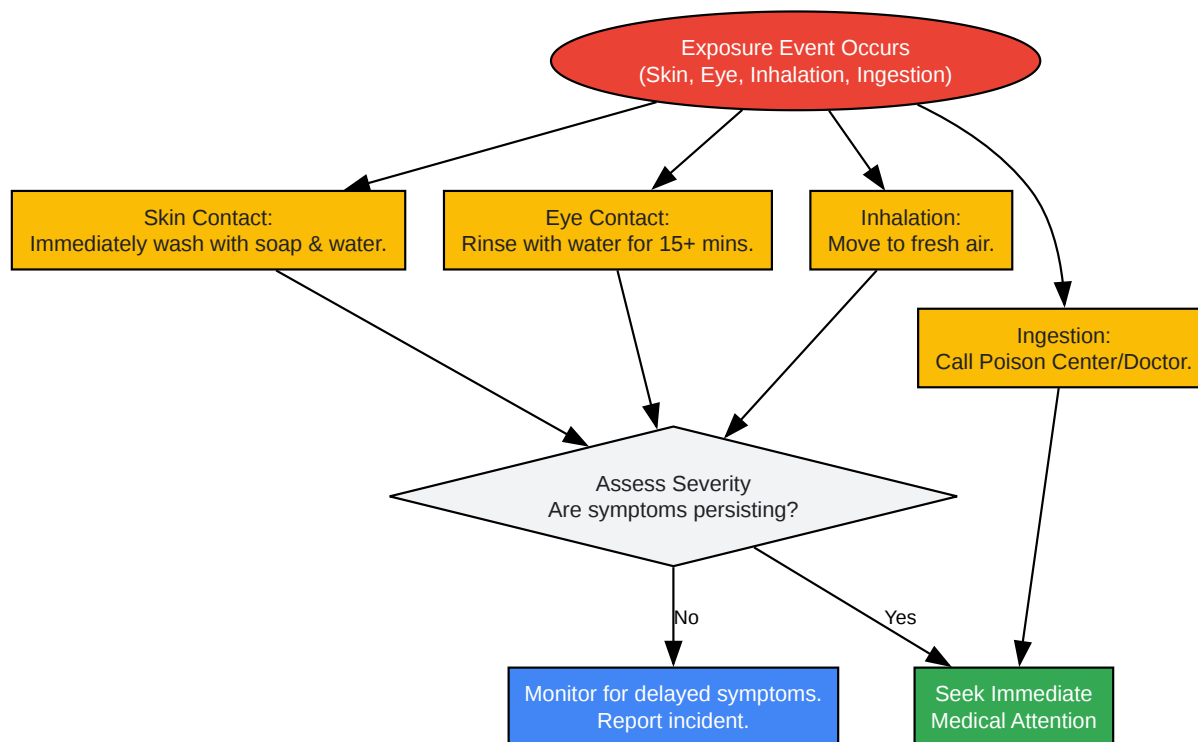 Exposure Event Occurs
(Skin, Eye, Inhalation, Ingestion)
Skin Contact:
Immediately wash with soap & water.
Eye Contact:
Rinse with water for 15+ mins.
Inhalation:
Move to fresh air.
Ingestion:
Call Poison Center/Doctor.
Assess Severity
Are symptoms persisting?
No
Yes
Monitor for delayed symptoms.
Report incident.
Seek Immediate
Medical Attention